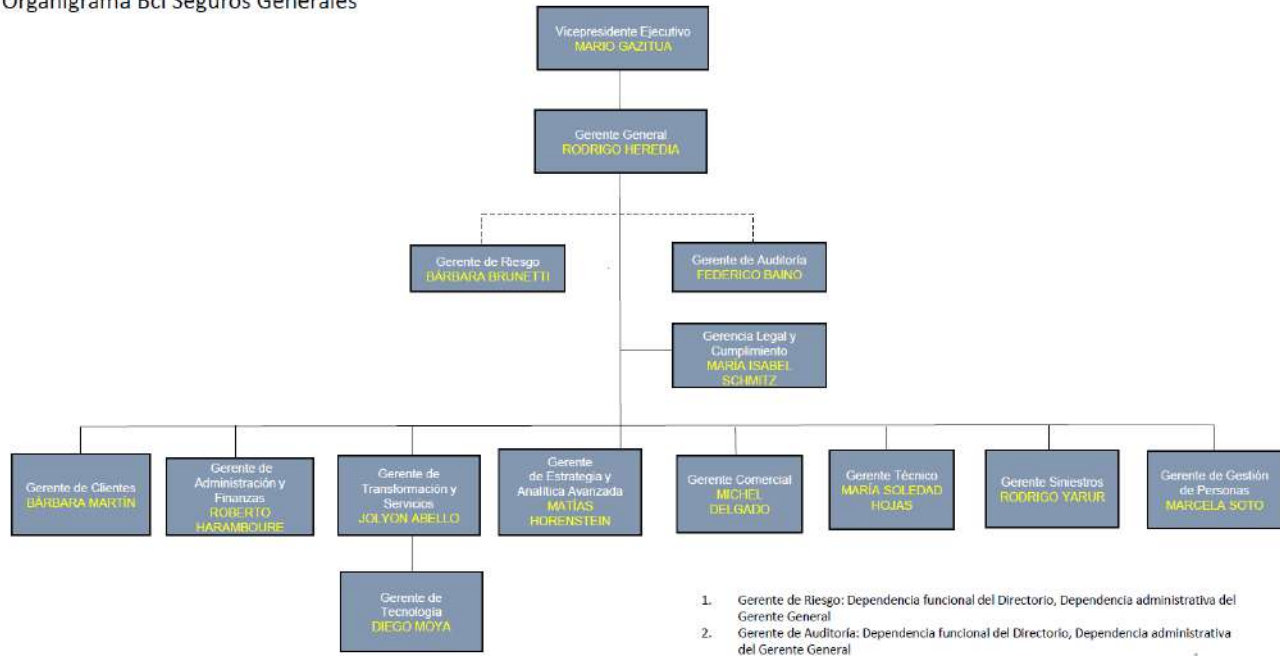 Organigrama Bci Seguros Generales
Vicepresidente Ejecutivo
MARIO GAZITUA
Gerente General
RODRIGO HEREDIA
Gerente de Riesgo
BÁRBARA BRUNETTI
Gerente de Auditoría
FEDERICO BAINO
Gerencia Legal y
Cumplimiento
MARÍA ISABEL
SCHMITZ
Gerente de Clientes
BÁRBARA MARTÍN
Gerente de
Administración y
Finanzas
ROBERTO
HARAMBOURE
Gerente de
Transformación y
Servicios
JOLYON ABELLO
Gerente
de Estrategia y
Analítica Avanzada
MATÍAS
HORENSTEIN
Gerente Comercial
MICHEL
DELGADO
Gerente Técnico
MARÍA SOLEDAD
HOJAS
Gerente Siniestros
RODRIGO YARUR
Gerente de Gestión
de Personas
MARCELA SOTO
Gerente de
Tecnología
DIEGO MOYA
1. Gerente de Riesgo: Dependencia funcional del Directorio, Dependencia administrativa del
Gerente General
2. Gerente de Auditoría: Dependencia funcional del Directorio, Dependencia administrativa
del Gerente General